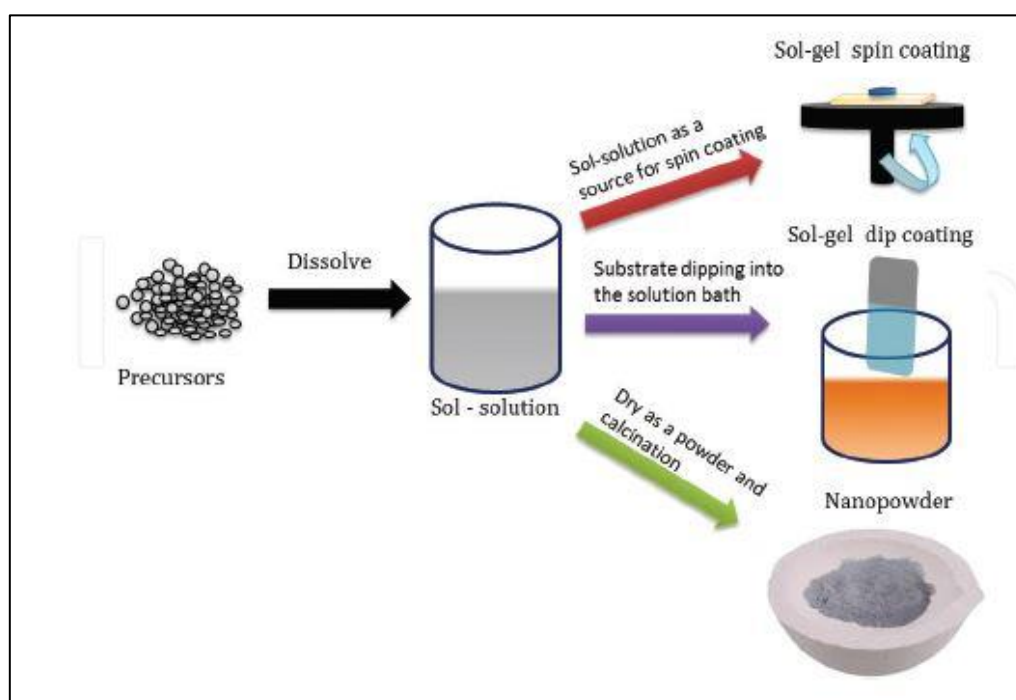 Sol-gel spin coating
Sol-solution as a
source for spin coating
Sol-gel dip coating
Dissolve
Substrate dipping into
the solution bath
Precursors
Sol - solution
Dry as a powder and
calcination
Nanopowder